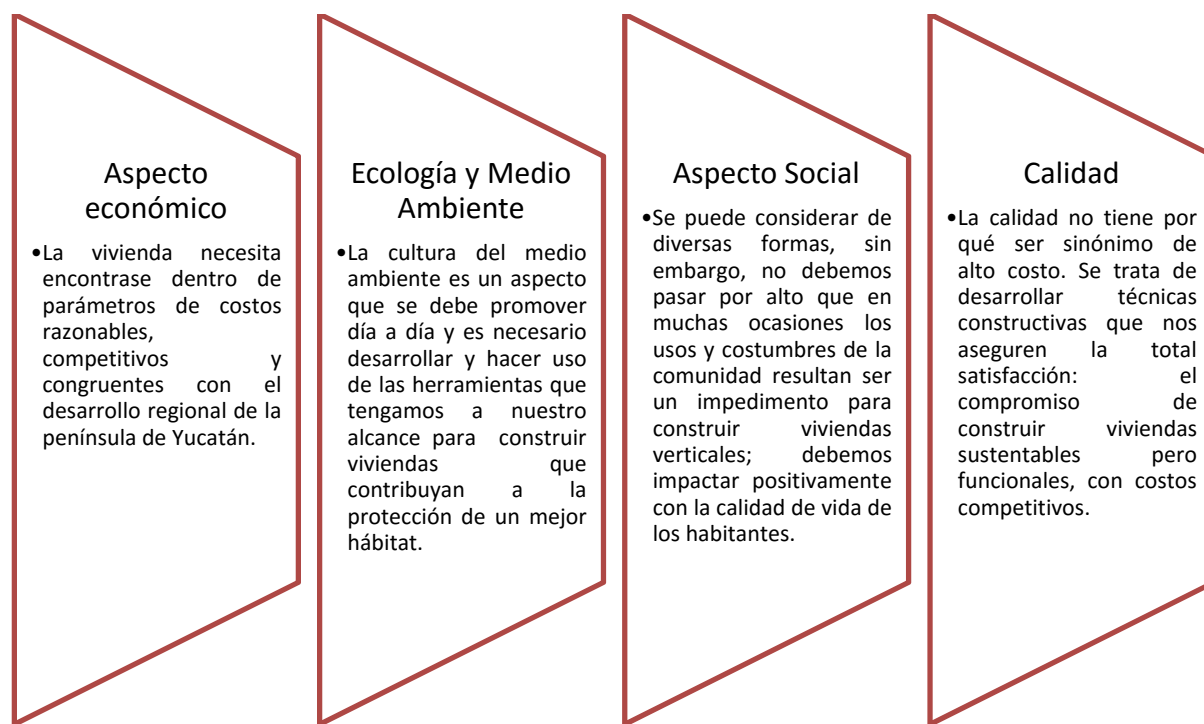 Aspecto
económico
•La vivienda necesita
encontrase dentro de
parámetros de costos
razonables,
competitivos y
congruentes con el
desarrollo regional de la
península de Yucatán.
Ecología y Medio
Ambiente
•La cultura del medio
ambiente es un aspecto
que se debe promover
día a día y es necesario
desarrollar y hacer uso
de las herramientas que
tengamos a nuestro
alcance para construir
viviendas que
contribuyan a la
protección de un mejor
hábitat.
Aspecto Social
•Se puede considerar de
diversas formas, sin
embargo, no debemos
pasar por alto que en
muchas ocasiones los
usos y costumbres de la
comunidad resultan ser
un impedimento para
construir viviendas
verticales; debemos
impactar positivamente
con la calidad de vida de
los habitantes.
Calidad
•La calidad no tiene por
qué ser sinónimo de
alto costo. Se trata de
desarrollar técnicas
constructivas que nos
aseguren la total
satisfacción: el
compromiso de
construir viviendas
sustentables pero
funcionales, con costos
competitivos.